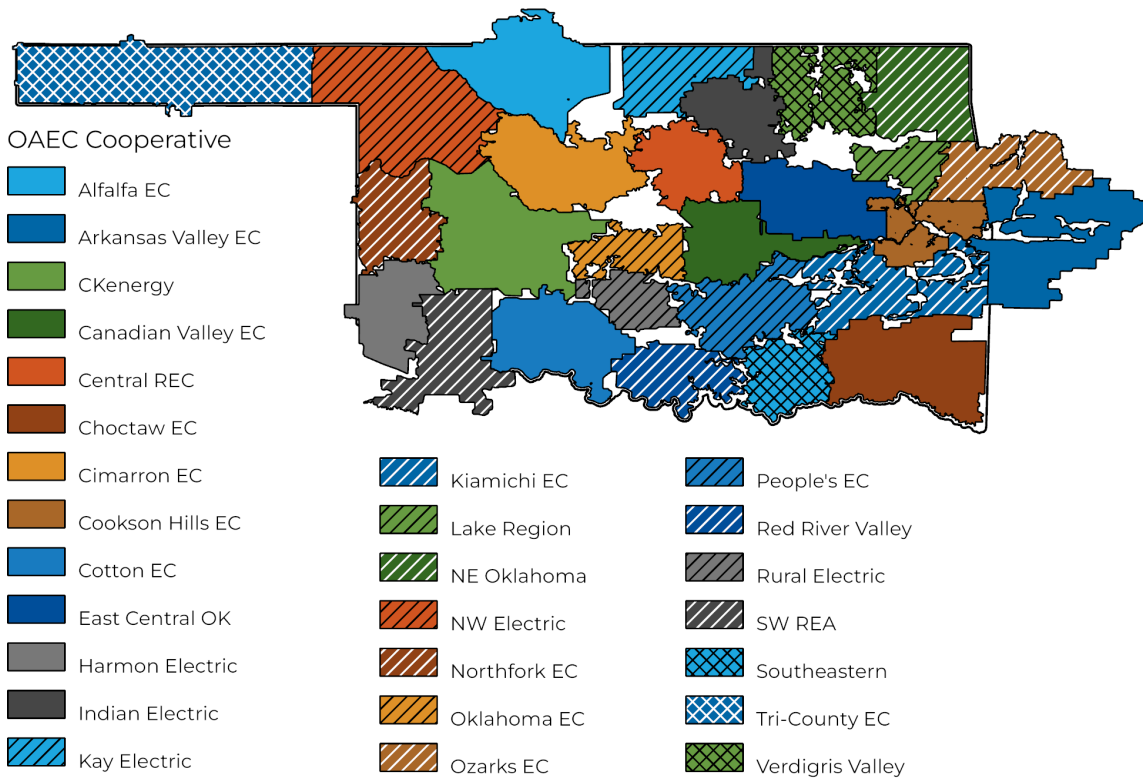 OAEC Cooperative
Alfalfa EC
Arkansas Valley EC
CKenergy
Canadian Valley EC
Central REC
Choctaw EC
Cimarron EC
Cookson Hills EC
Cotton EC
East Central OK
Harmon Electric
Indian Electric
Kay Electric
Kiamichi EC
Lake Region
NE Oklahoma
NW Electric
Northfork EC
Oklahoma EC
Ozarks EC
People's EC
Red River Valley
Rural Electric
SW REA
Southeastern
Tri-County EC
Verdigris Valley